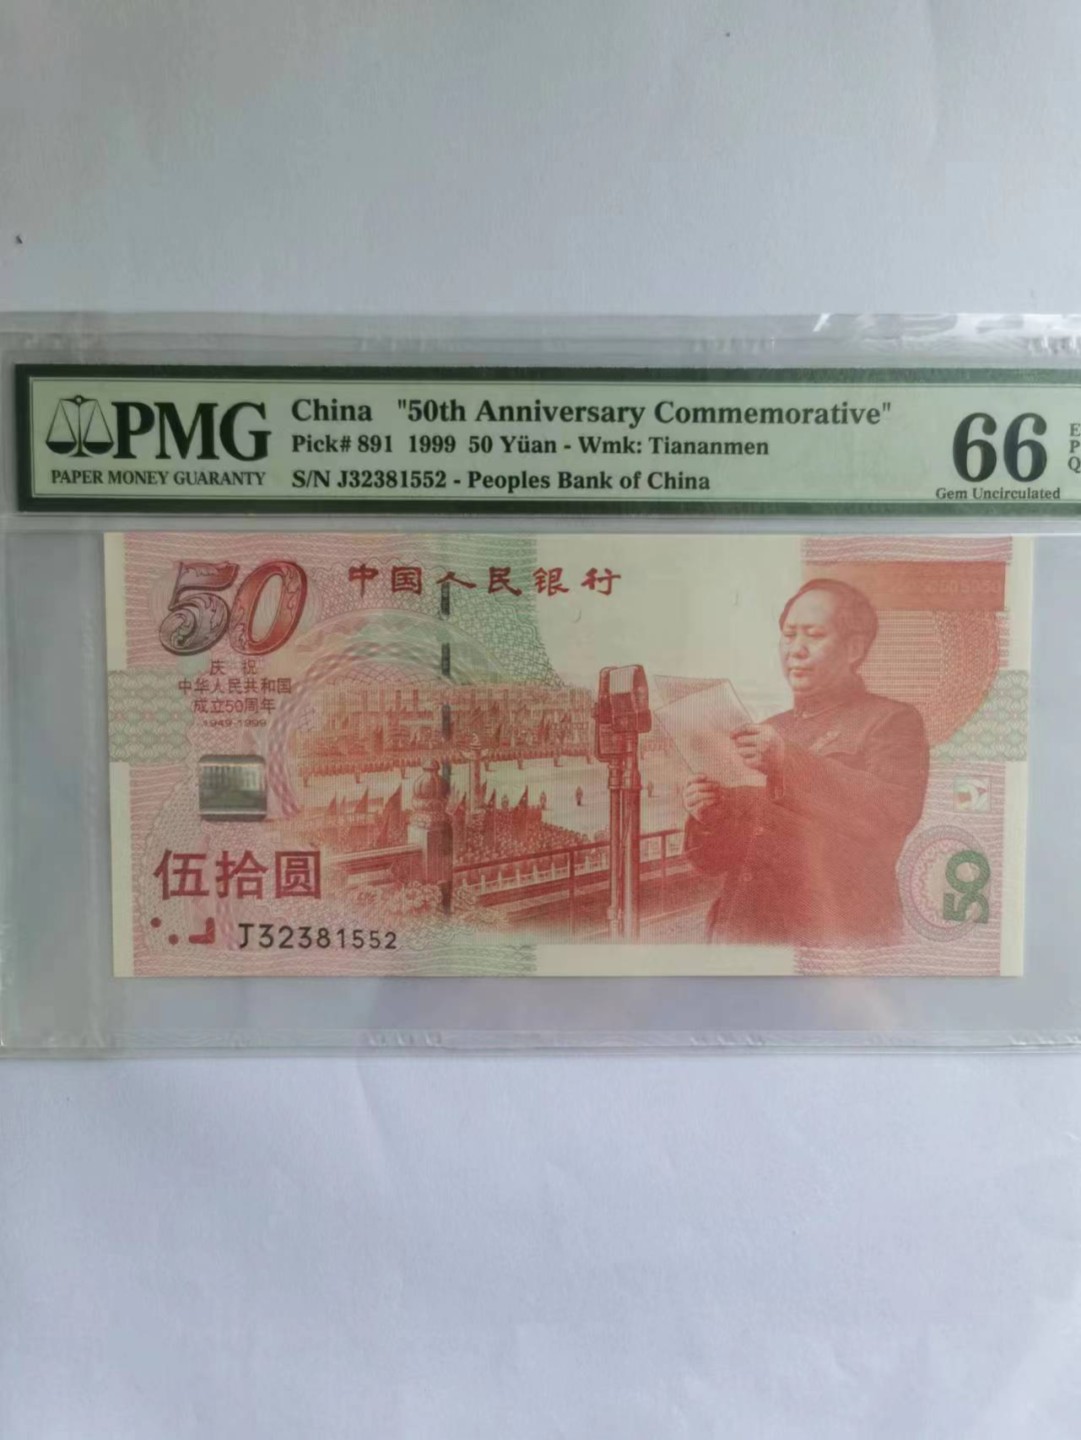 PMG
PAPER MONEY GUARANTY
China "50th Anniversary Commemorative"
Pick# 891 1999 50 Yüan - Wmk: Tiananmen
S/N J32381552 - Peoples Bank of China
66
Gem Uncirculated
E
P
Q
50
中国人民银行
庆祝
中华人民共和国
成立50周年
1949-1999
伍拾圆
J32381552
50